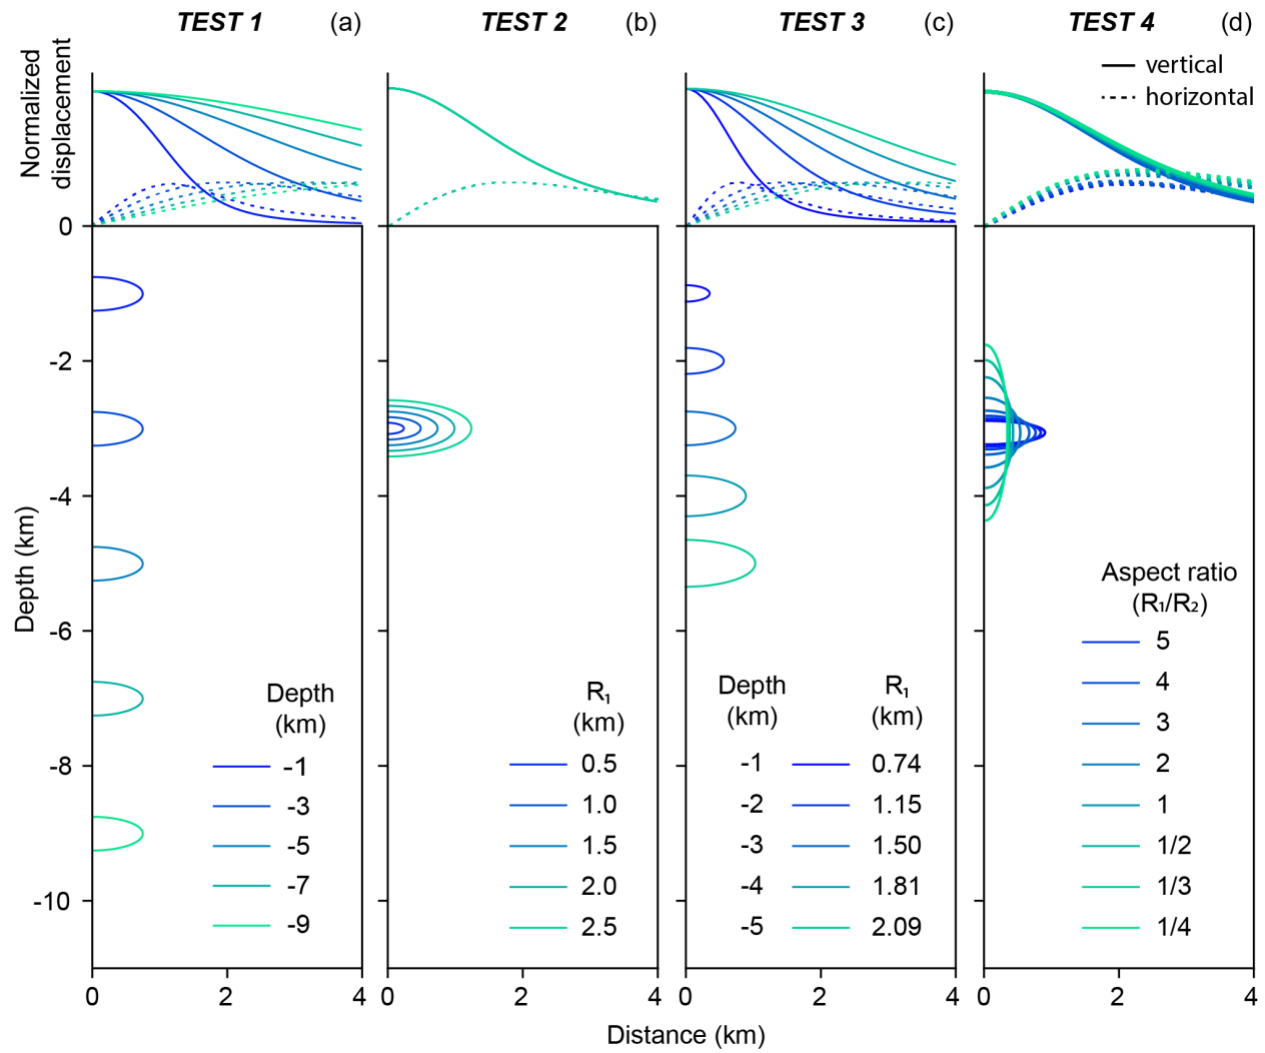 TEST 1 (a) TEST 2 (b) TEST 3 (c) TEST 4 (d)
Normalized
displacement
vertical
horizontal
0
-2
-4
-6
-8
-10
Depth (km)
Depth
(km)
-1
-3
-5
-7
-9
R₁
(km)
0.5
1.0
1.5
2.0
2.5
Depth R₁
(km) (km)
-1 0.74
-2 1.15
-3 1.50
-4 1.81
-5 2.09
Aspect ratio
(R₁/R₂)
5
4
3
2
1
1/2
1/3
1/4
0 2 4 0 2 4 0 2 4 0 2 4
Distance (km)